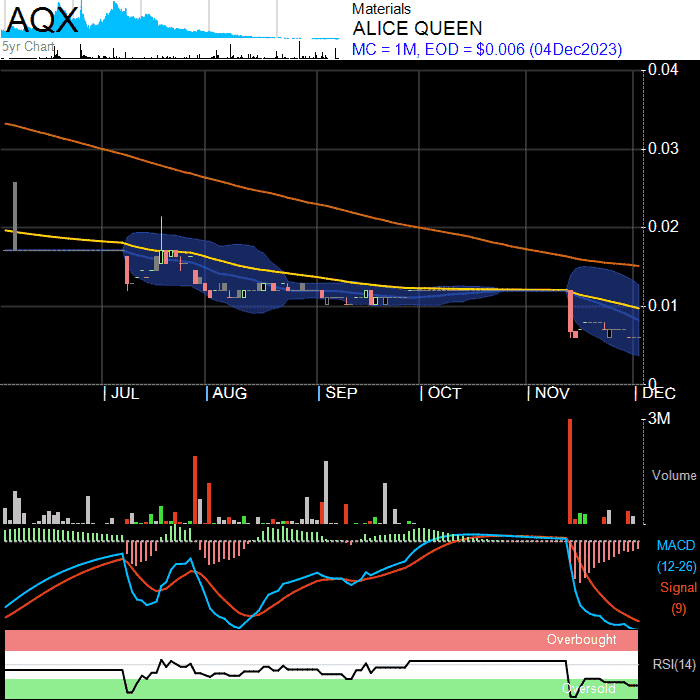 AQX
5yr Chart
Materials
ALICE QUEEN
MC = 1M, EOD = $0.006 (04Dec2023)
0.04
0.03
0.02
0.01
0
JUL AUG SEP OCT NOV DEC
3M
Volume
MACD
(12-26)
Signal
(9)
Overbought
RSI(14)
Oversold